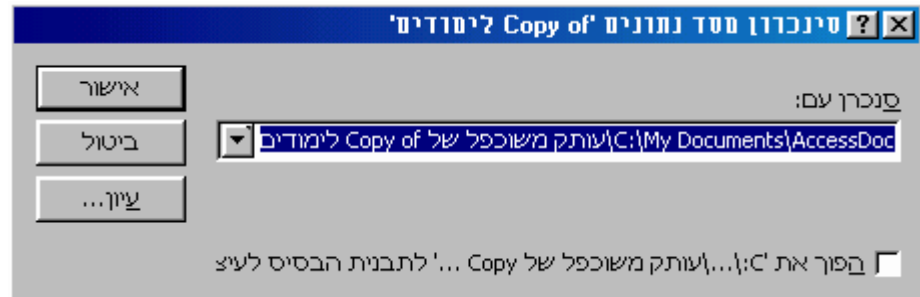 סינכרון מסד נתונים 'Copy of לימודים'
סנכרן עם:
C:\My Documents\AccessDoc\עותק משוכפל של Copy of לימודים
אישור
ביטול
עיון...
הפוך את 'C:\...\עותק משוכפל של Copy ...' לתבנית הבסיס לעיצ